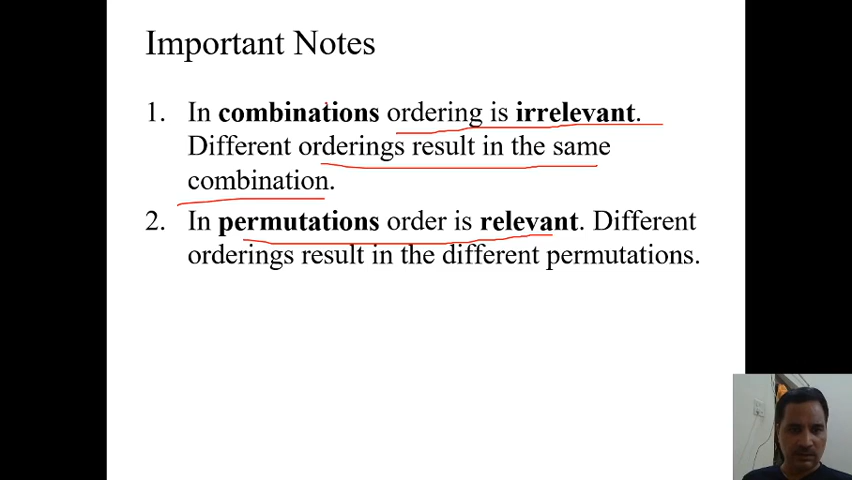 Important Notes
1. In combinations ordering is irrelevant.
Different orderings result in the same
combination.
2. In permutations order is relevant. Different
orderings result in the different permutations.